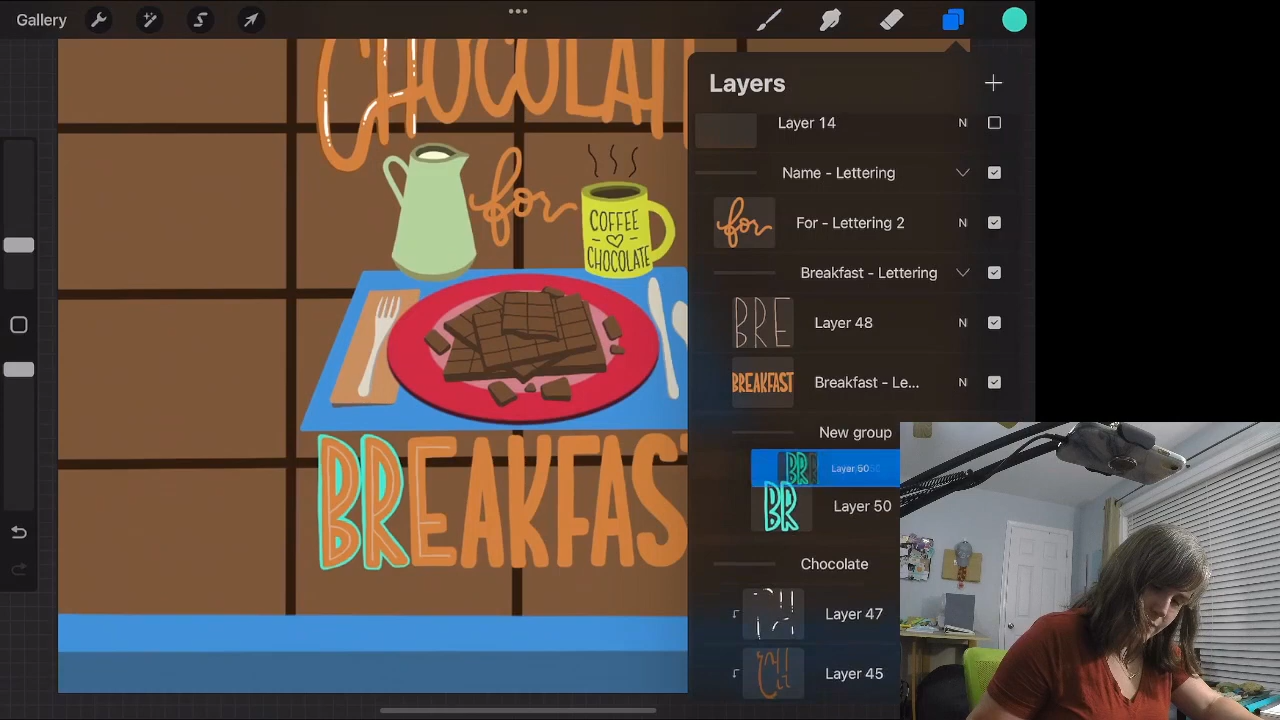 Gallery
Layers
Layer 14 N
Name - Lettering
For - Lettering 2 N
Breakfast - Lettering
Layer 48 N
Breakfast - Le... N
New group
Layer 50
Layer 50
Chocolate
Layer 47
Layer 45
for
BRE
BREAKFAST
BR
BR
CHOCOLAT
for
COFFEE
CHOCOLATE
BREAKFAS